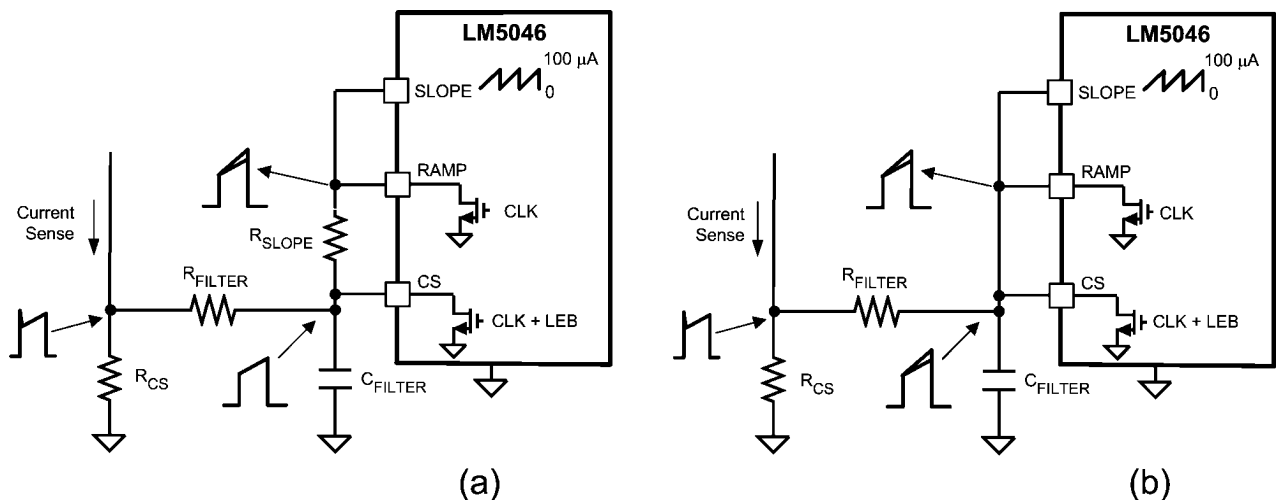 LM5046
100 μA
SLOPE
0
RAMP
CLK
Current
Sense
RSLOPE
RFILTER
CS
CLK + LEB
RCS
CFILTER
(a)
LM5046
100 μA
SLOPE
0
RAMP
CLK
Current
Sense
RFILTER
CS
CLK + LEB
RCS
CFILTER
(b)